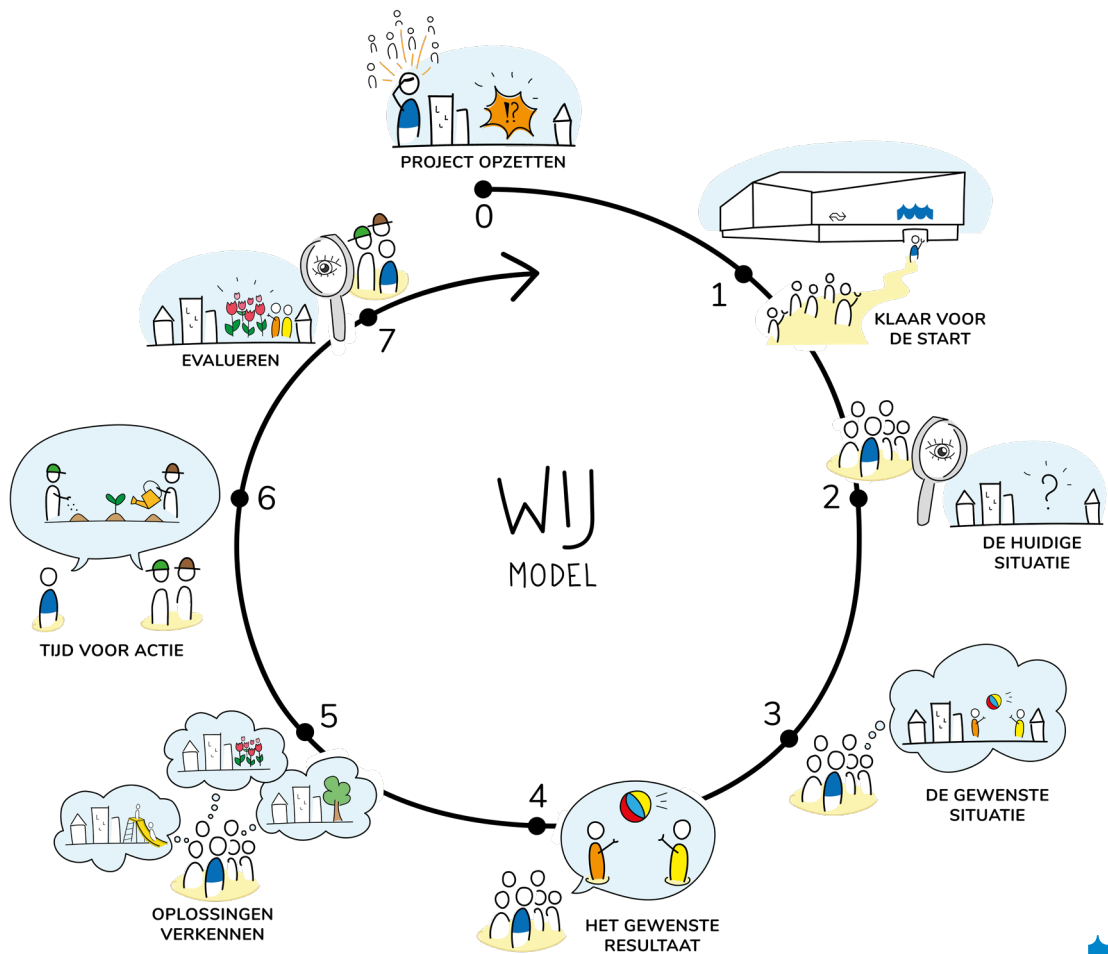 !?
PROJECT OPZETTEN
0
1
KLAAR VOOR
DE START
2
?
DE HUIDIGE
SITUATIE
3
DE GEWENSTE
SITUATIE
4
HET GEWENSTE
RESULTAAT
5
OPLOSSINGEN
VERKENNEN
6
TIJD VOOR ACTIE
7
EVALUEREN
WIJ
MODEL